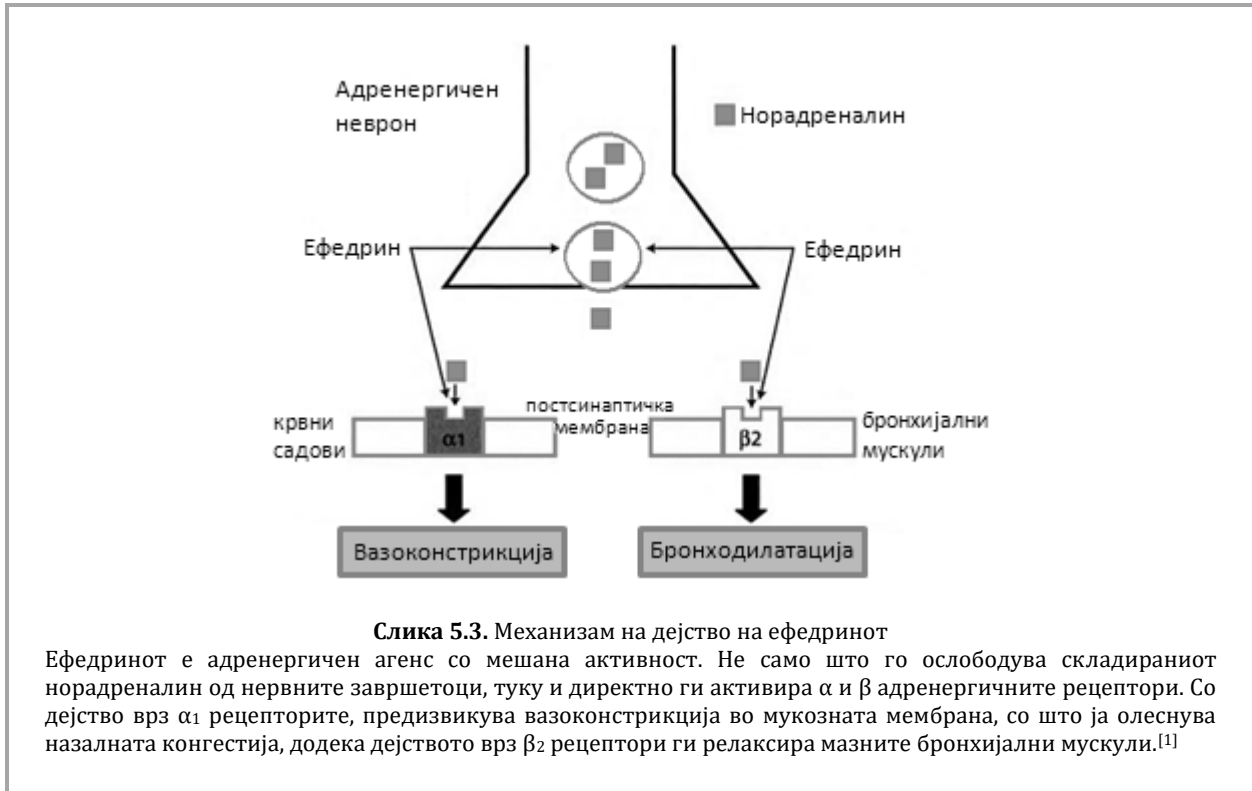 Адренергичен
неврон
Норадреналин
Ефедрин
Ефедрин
крвни
садови
α1
постсинаптичка
мембрана
β2
бронхијални
мускули
Вазоконстрикција
Бронходилатација
Слика 5.3. Механизам на дејство на ефедринот
Ефедринот е адренергичен агенс со мешана активност. Не само што го ослободува складираниот
норадреналин од нервните завршетоци, туку и директно ги активира α и β адренергичните рецептори. Со
дејство врз α1 рецепторите, предизвикува вазоконстрикција во мукозната мембрана, со што ја олеснува
назалната конгестија, додека дејството врз β2 рецептори ги релаксира мазните бронхијални мускули.[1]